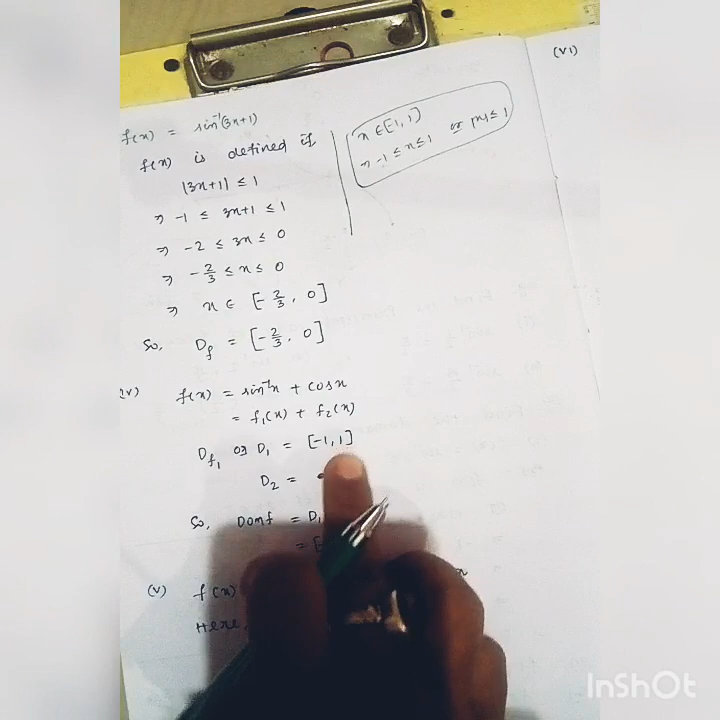 f(x) = sin⁻¹(3x+1)
f(x) is defined if
|3x+1| ≤ 1
⇒ -1 ≤ 3x+1 ≤ 1
⇒ -2 ≤ 3x ≤ 0
⇒ -2/3 ≤ x ≤ 0
⇒ x ∈ [-2/3, 0]
So, D_f = [-2/3, 0]
x ∈ [-1, 1]
⇒ -1 ≤ x ≤ 1 or |x| ≤ 1
(iv) f(x) = sin⁻¹x + cosx
= f₁(x) + f₂(x)
D_f₁ or D₁ = [-1, 1]
D₂ =
So, Domf = D₁
= [
(v) f(x)
Here,
(vi)
InShOt